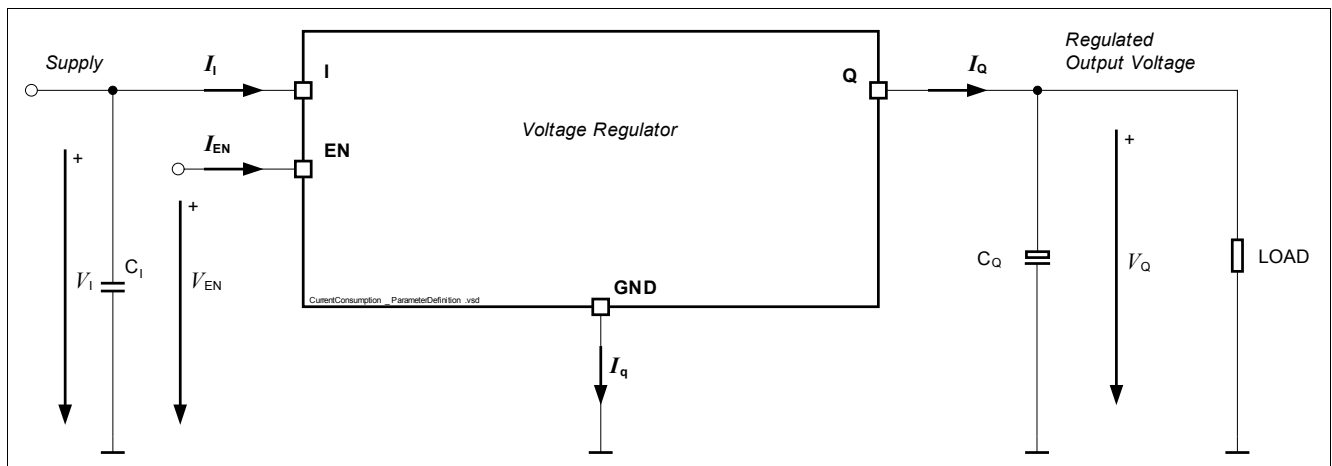 Supply
I_I
I
Q
I_Q
Regulated
Output Voltage
Voltage Regulator
I_EN
EN
+
+
+
V_I
C_I
V_EN
C_Q
V_Q
LOAD
CurrentConsumption _ ParameterDefinition .vsd
GND
I_q